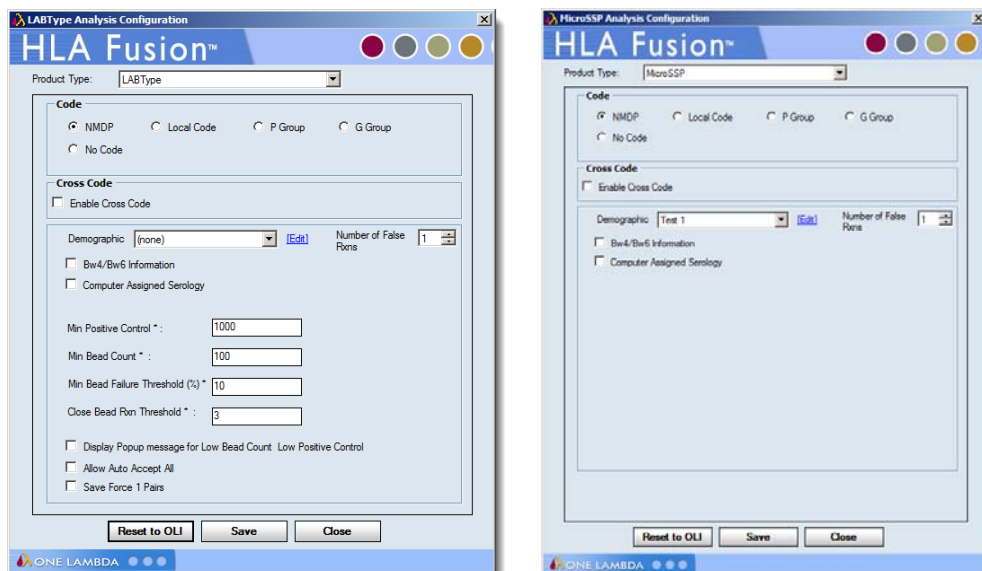 LABType Analysis Configuration
HLA Fusion™
Product Type: LABType
Code
NMDP Local Code P Group G Group
No Code
Cross Code
Enable Cross Code
Demographic (none) [Edit] Number of False Rxns 1
Bw4/Bw6 Information
Computer Assigned Serology
Min Positive Control * : 1000
Min Bead Count * : 100
Min Bead Failure Threshold (%) * 10
Close Bead Rxn Threshold * : 3
Display Popup message for Low Bead Count Low Positive Control
Allow Auto Accept All
Save Force 1 Pairs
Reset to OLI Save Close
ONE LAMBDA
MicroSSP Analysis Configuration
HLA Fusion™
Product Type: MicroSSP
Code
NMDP Local Code P Group G Group
No Code
Cross Code
Enable Cross Code
Demographic Test 1 [Edit] Number of False Rxns 1
Bw4/Bw6 Information
Computer Assigned Serology
Reset to OLI Save Close
ONE LAMBDA